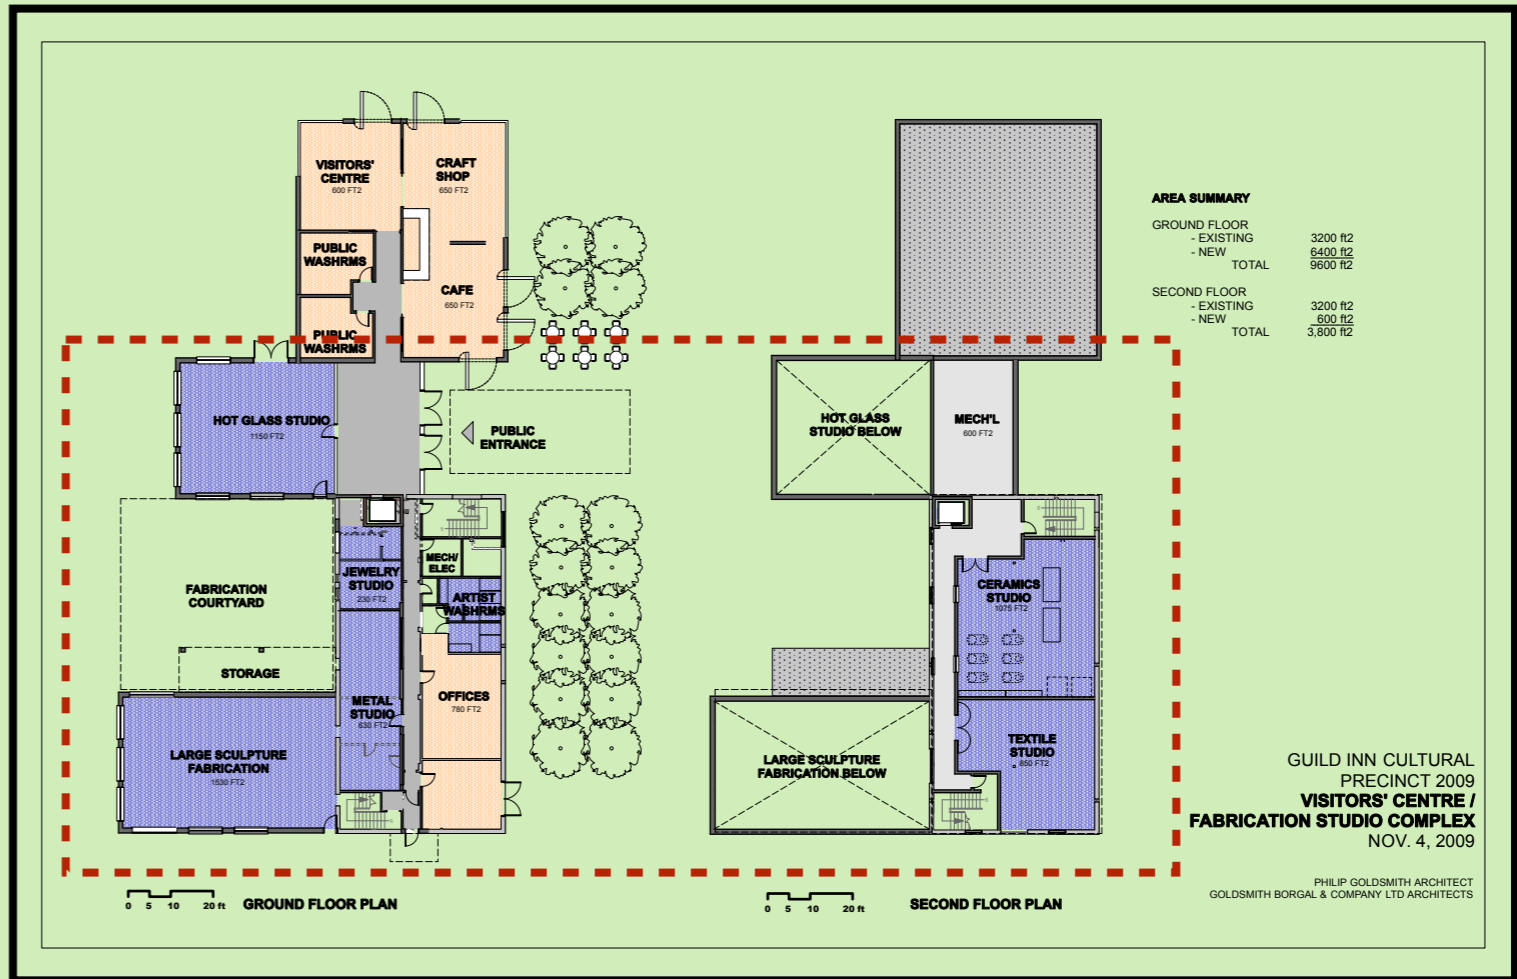 VISITORS'
CENTRE
600 FT2
CRAFT
SHOP
650 FT2
PUBLIC
WASHRMS
CAFE
650 FT2
PUBLIC
WASHRMS
HOT GLASS STUDIO
1150 FT2
PUBLIC
ENTRANCE
MECH/
ELEC
JEWELRY
STUDIO
230 FT2
ARTIST
WASHRMS
FABRICATION
COURTYARD
STORAGE
METAL
STUDIO
630 FT2
OFFICES
780 FT2
LARGE SCULPTURE
FABRICATION
1530 FT2
0 5 10 20 ft
GROUND FLOOR PLAN
HOT GLASS
STUDIO BELOW
MECH'L
600 FT2
CERAMICS
STUDIO
1075 FT2
TEXTILE
STUDIO
850 FT2
LARGE SCULPTURE
FABRICATION BELOW
0 5 10 20 ft
SECOND FLOOR PLAN
AREA SUMMARY
GROUND FLOOR
- EXISTING 3200 ft2
- NEW 6400 ft2
TOTAL 9600 ft2
SECOND FLOOR
- EXISTING 3200 ft2
- NEW 600 ft2
TOTAL 3,800 ft2
GUILD INN CULTURAL
PRECINCT 2009
VISITORS' CENTRE /
FABRICATION STUDIO COMPLEX
NOV. 4, 2009
PHILIP GOLDSMITH ARCHITECT
GOLDSMITH BORGAL & COMPANY LTD ARCHITECTS